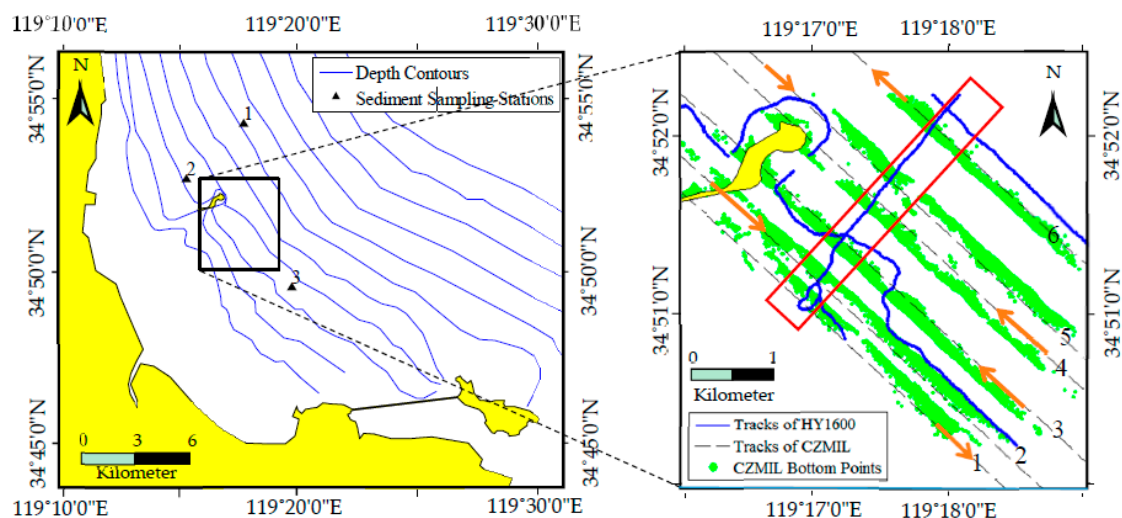 119°10'0"E 119°20'0"E 119°30'0"E
119°17'0"E 119°18'0"E
N
Depth Contours
Sediment Sampling Stations
1
2
3
34°55'0"N
34°50'0"N
34°45'0"N
34°55'0"N
34°50'0"N
34°45'0"N
0 3 6
Kilometer
119°10'0"E 119°20'0"E 119°30'0"E
N
34°52'0"N
34°51'0"N
34°52'0"N
34°51'0"N
6
5
4
3
2
1
0 1
Kilometer
Tracks of HY1600
Tracks of CZMIL
CZMIL Bottom Points
119°17'0"E 119°18'0"E